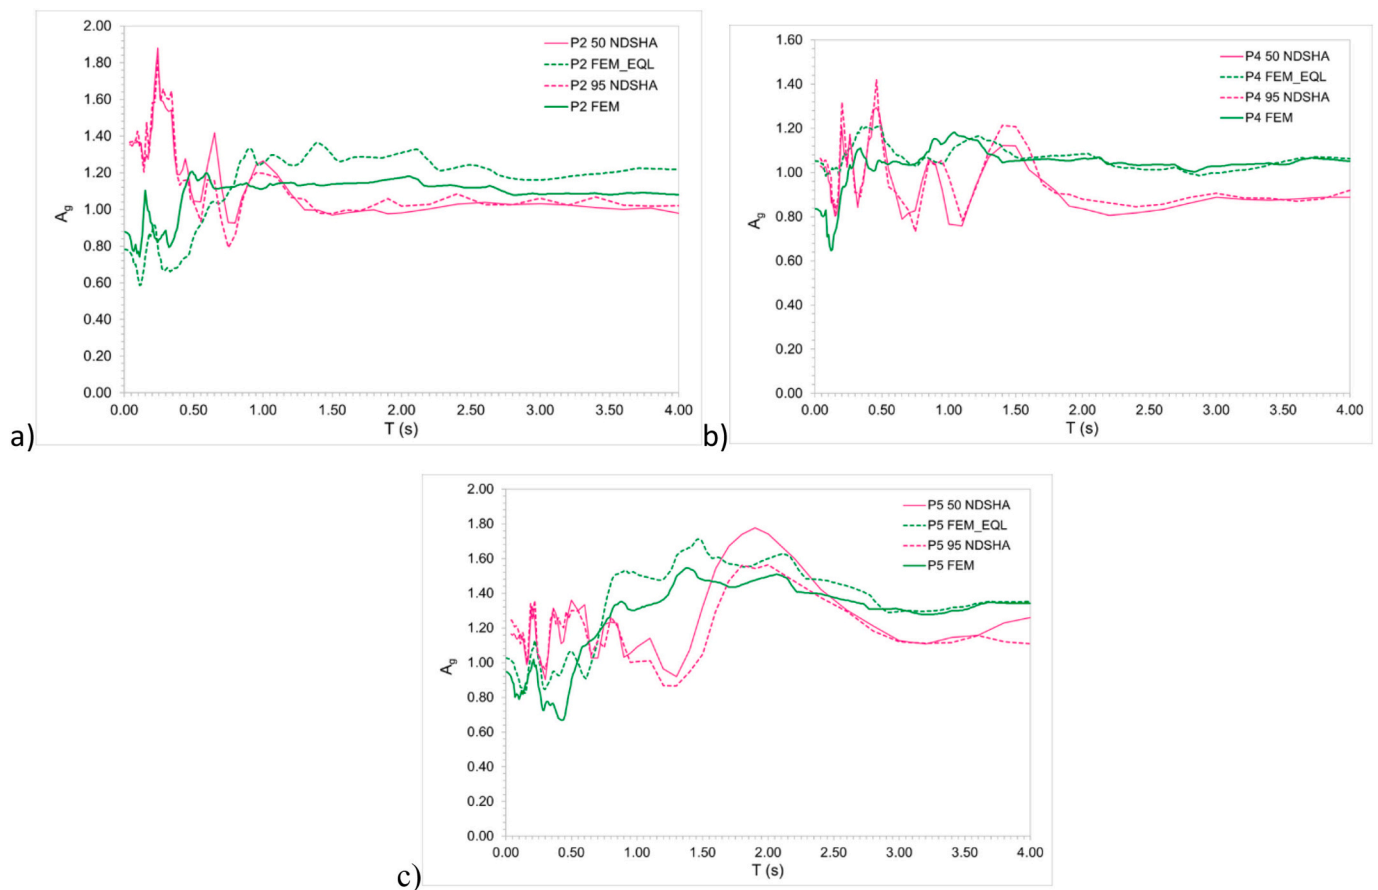 2.00
1.80
1.60
1.40
1.20
1.00
0.80
0.60
0.40
0.20
0.00
Ag
P2 50 NDSHA
P2 FEM_EQL
P2 95 NDSHA
P2 FEM
0.00 0.50 1.00 1.50 2.00 2.50 3.00 3.50 4.00
T (s)
a)
1.60
1.40
1.20
1.00
0.80
0.60
0.40
0.20
0.00
Ag
P4 50 NDSHA
P4 FEM_EQL
P4 95 NDSHA
P4 FEM
0.00 0.50 1.00 1.50 2.00 2.50 3.00 3.50 4.00
T (s)
b)
2.00
1.80
1.60
1.40
1.20
1.00
0.80
0.60
0.40
0.20
0.00
Ag
P5 50 NDSHA
P5 FEM_EQL
P5 95 NDSHA
P5 FEM
0.00 0.50 1.00 1.50 2.00 2.50 3.00 3.50 4.00
T (s)
c)